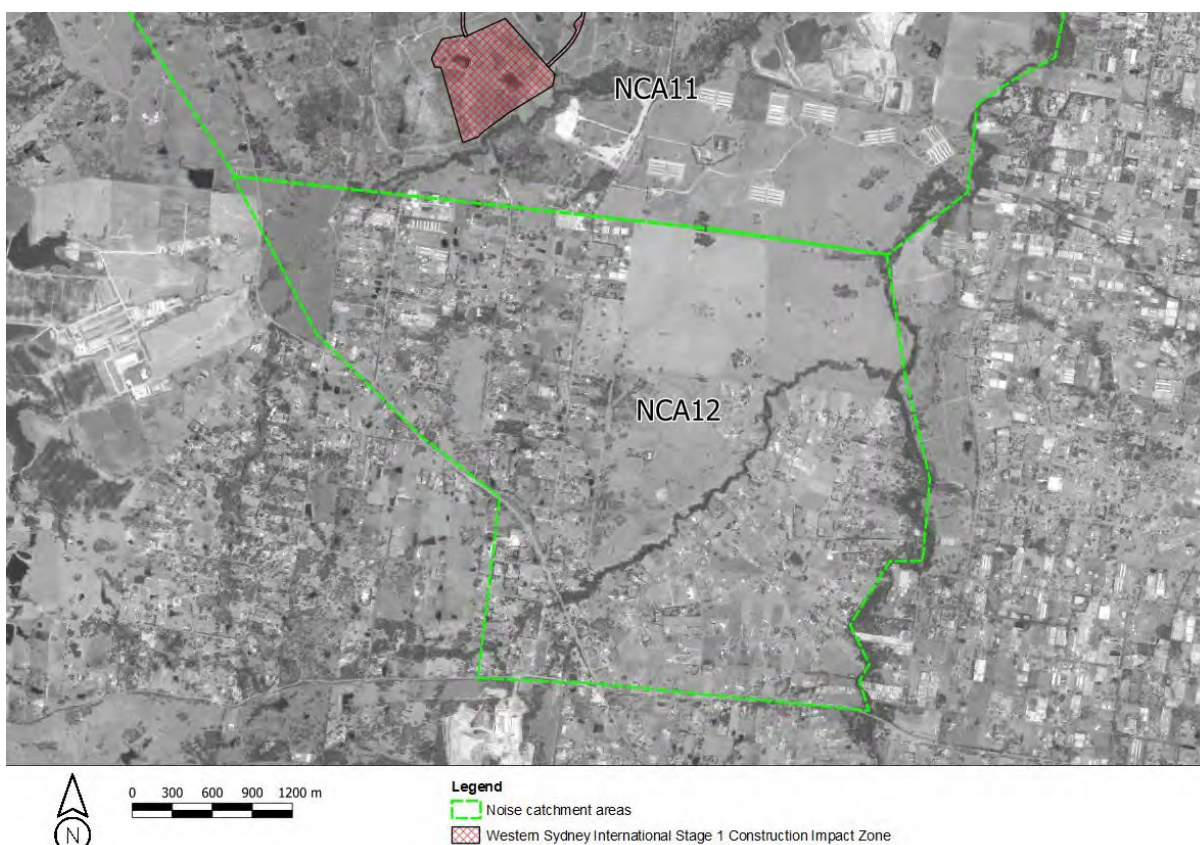 NCA11
NCA12
0 300 600 900 1200 m
N
Legend
Noise catchment areas
Western Sydney International Stage 1 Construction Impact Zone